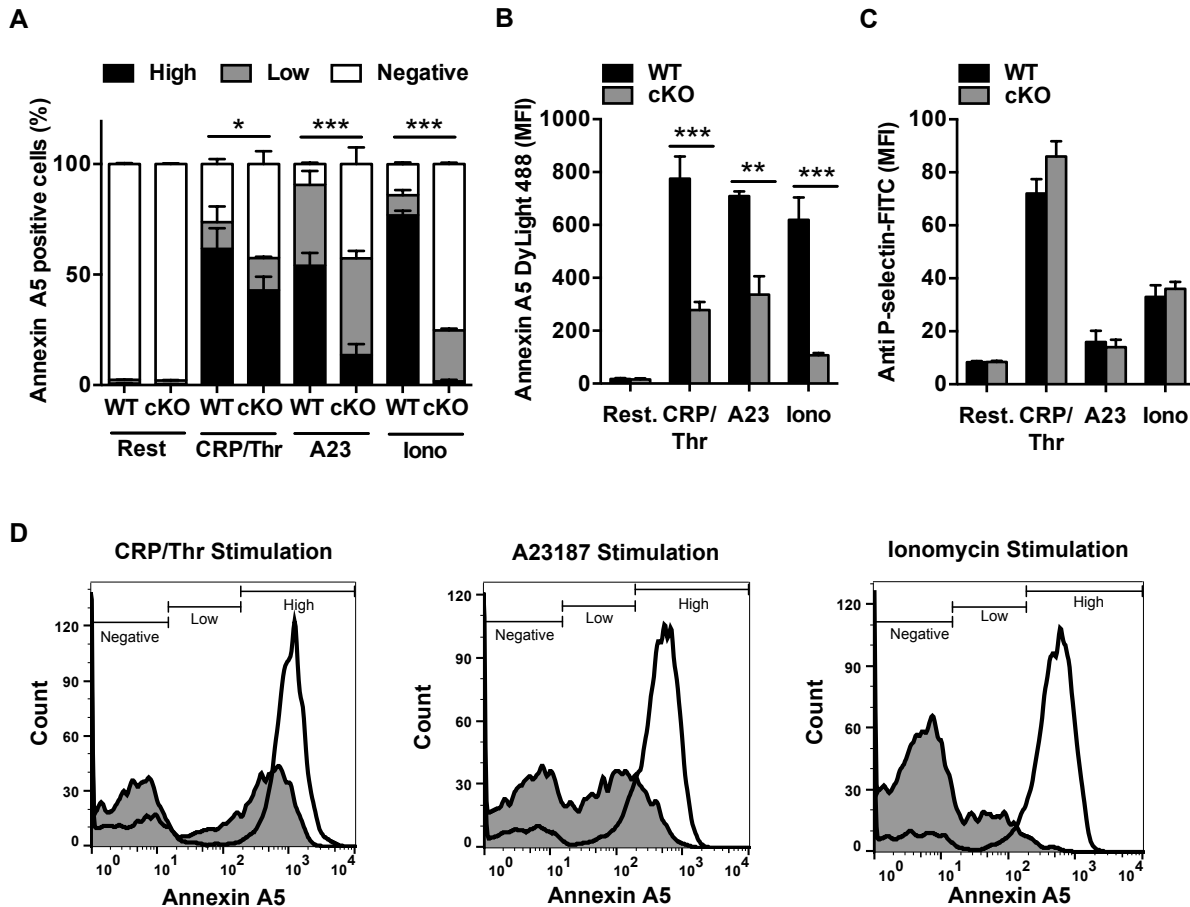 A
High Low Negative
Annexin A5 positive cells (%)
100
50
0
* *** ***
WT cKO WT cKO WT cKO WT cKO
Rest CRP/Thr A23 Iono
B
WT
cKO
Annexin A5 DyLight 488 (MFI)
1000
800
600
400
200
0
*** ** ***
Rest. CRP/ A23 Iono
Thr
C
WT
cKO
Anti P-selectin-FITC (MFI)
100
80
60
40
20
0
Rest. CRP/ A23 Iono
Thr
D
CRP/Thr Stimulation
Count
120
90
60
30
0
Negative Low High
10⁰ 10¹ 10² 10³ 10⁴
Annexin A5
A23187 Stimulation
Count
120
90
60
30
0
Negative Low High
10⁰ 10¹ 10² 10³ 10⁴
Annexin A5
Ionomycin Stimulation
Count
120
90
60
30
0
Negative Low High
10⁰ 10¹ 10² 10³ 10⁴
Annexin A5